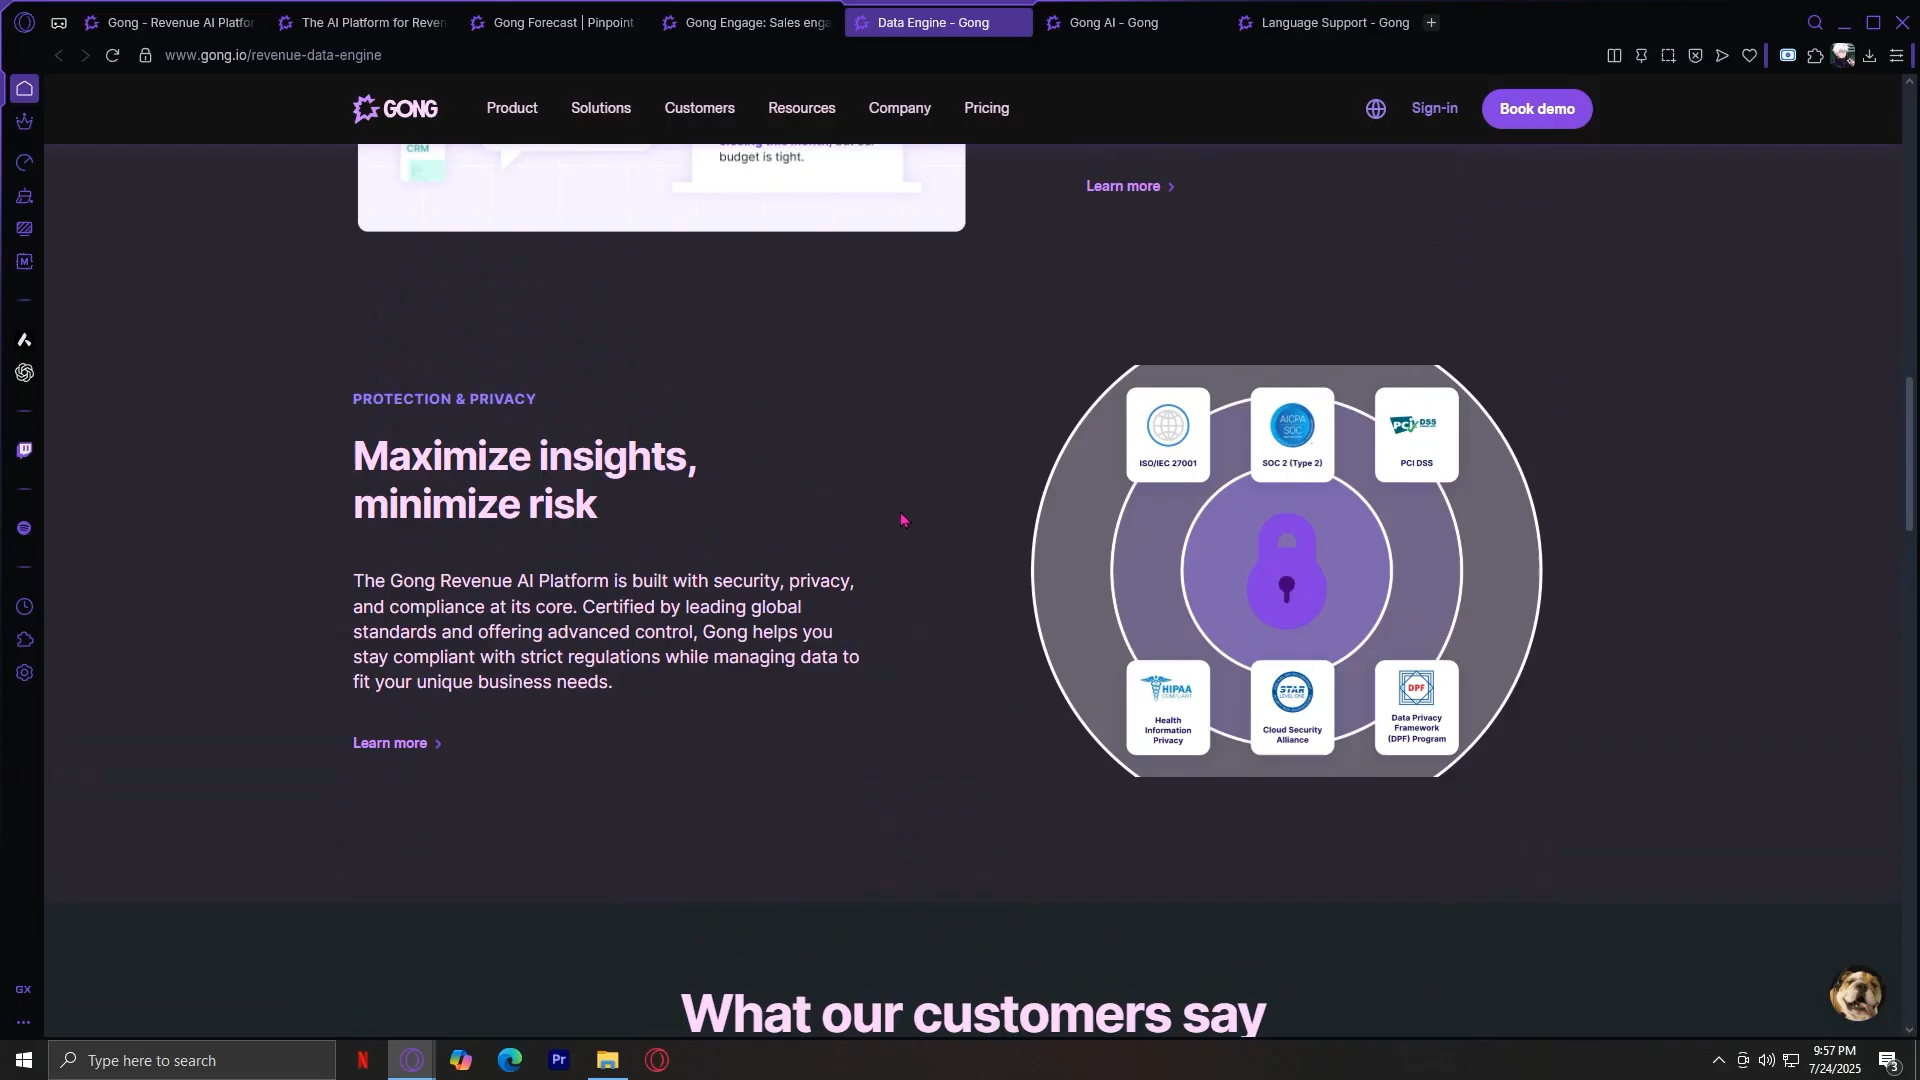 Gong - Revenue AI Platfor
The AI Platform for Reven
Gong Forecast | Pinpoint
Gong Engage: Sales enga
Data Engine - Gong
Gong AI - Gong
Language Support - Gong
www.gong.io/revenue-data-engine
GONG
Product
Solutions
Customers
Resources
Company
Pricing
Sign-in
Book demo
CRM
budget is tight.
Learn more
PROTECTION & PRIVACY
Maximize insights,
minimize risk
The Gong Revenue AI Platform is built with security, privacy,
and compliance at its core. Certified by leading global
standards and offering advanced control, Gong helps you
stay compliant with strict regulations while managing data to
fit your unique business needs.
Learn more
ISO/IEC 27001
AICPA
SOC
SOC 2 (Type 2)
PCI DSS
PCI DSS
HIPAA
COMPLIANT
Health
Information
Privacy
STAR
LEVEL ONE
Cloud Security
Alliance
DPF
Data Privacy
Framework
(DPF) Program
What our customers say
GX
Type here to search
N
Pr
9:57 PM
7/24/2025
3